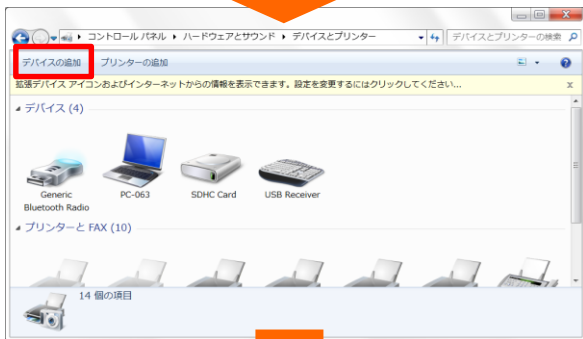 コントロール パネル ▸ ハードウェアとサウンド ▸ デバイスとプリンター
デバイスとプリンターの検索
デバイスの追加 プリンターの追加
拡張デバイス アイコンおよびインターネットからの情報を表示できます。設定を変更するにはクリックしてください...
デバイス (4)
Generic Bluetooth Radio
PC-063
SDHC Card
USB Receiver
プリンターと FAX (10)
14 個の項目